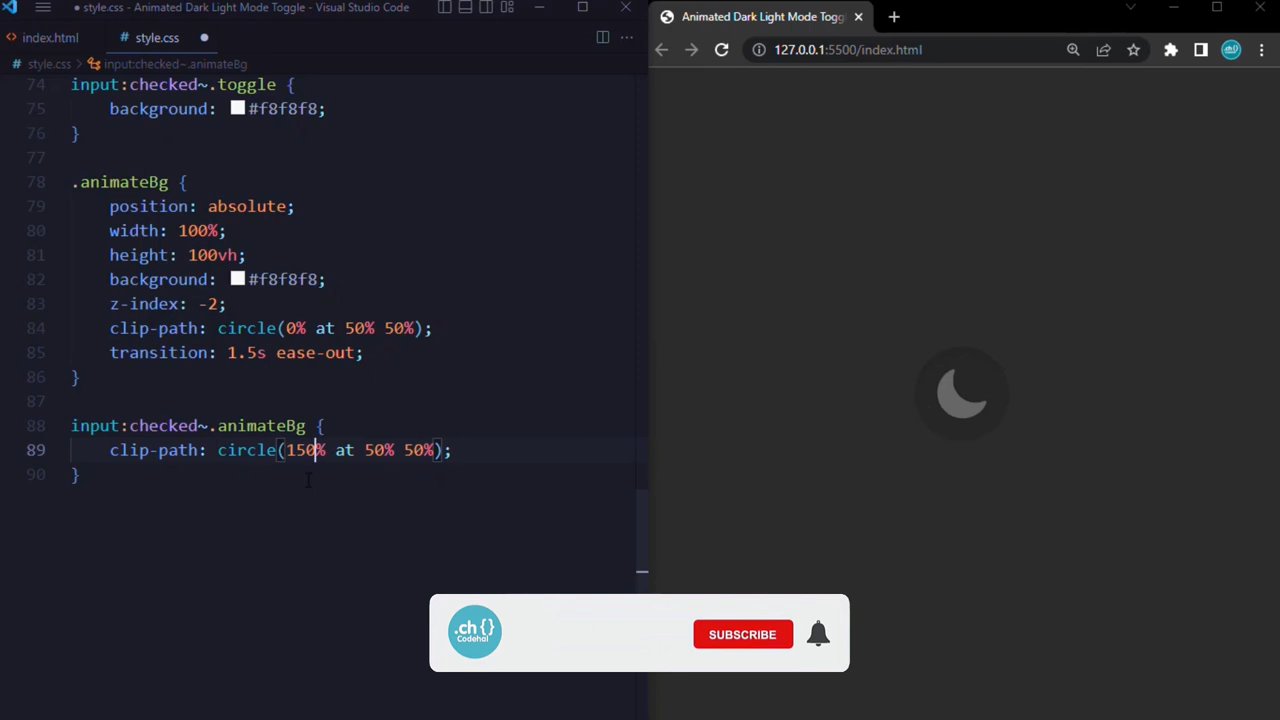 style.css - Animated Dark Light Mode Toggle - Visual Studio Code
index.html
# style.css
# style.css > input:checked~.animateBg
74 input:checked~.toggle {
75 background: #f8f8f8;
76 }
77
78 .animateBg {
79 position: absolute;
80 width: 100%;
81 height: 100vh;
82 background: #f8f8f8;
83 z-index: -2;
84 clip-path: circle(0% at 50% 50%);
85 transition: 1.5s ease-out;
86 }
87
88 input:checked~.animateBg {
89 clip-path: circle(150% at 50% 50%);
90 }
Animated Dark Light Mode Togg
127.0.0.1:5500/index.html
.ch {}
Codehal
SUBSCRIBE